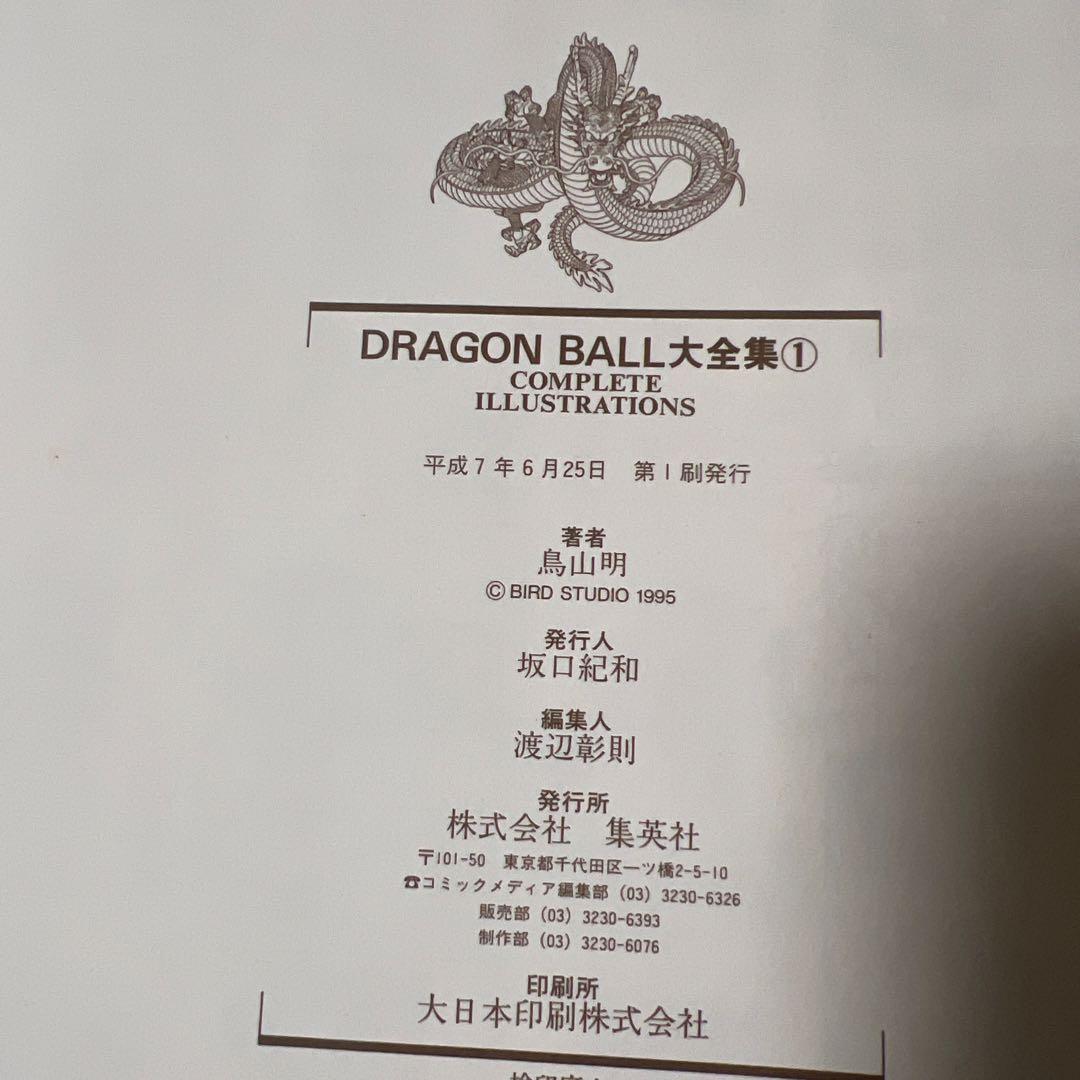 DRAGON BALL大全集①
COMPLETE
ILLUSTRATIONS
平成7年6月25日　第1刷発行
著者
鳥山明
© BIRD STUDIO 1995
発行人
坂口紀和
編集人
渡辺彰則
発行所
株式会社　集英社
〒101-50　東京都千代田区一ツ橋2-5-10
☎コミックメディア編集部 (03) 3230-6326
販売部 (03) 3230-6393
制作部 (03) 3230-6076
印刷所
大日本印刷株式会社